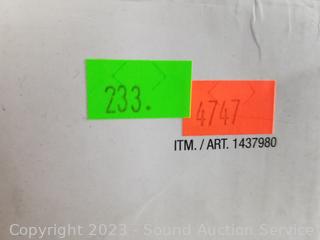 233.
4747
ITM. / ART. 1437980
Copyright 2023 - Sound Auction Service